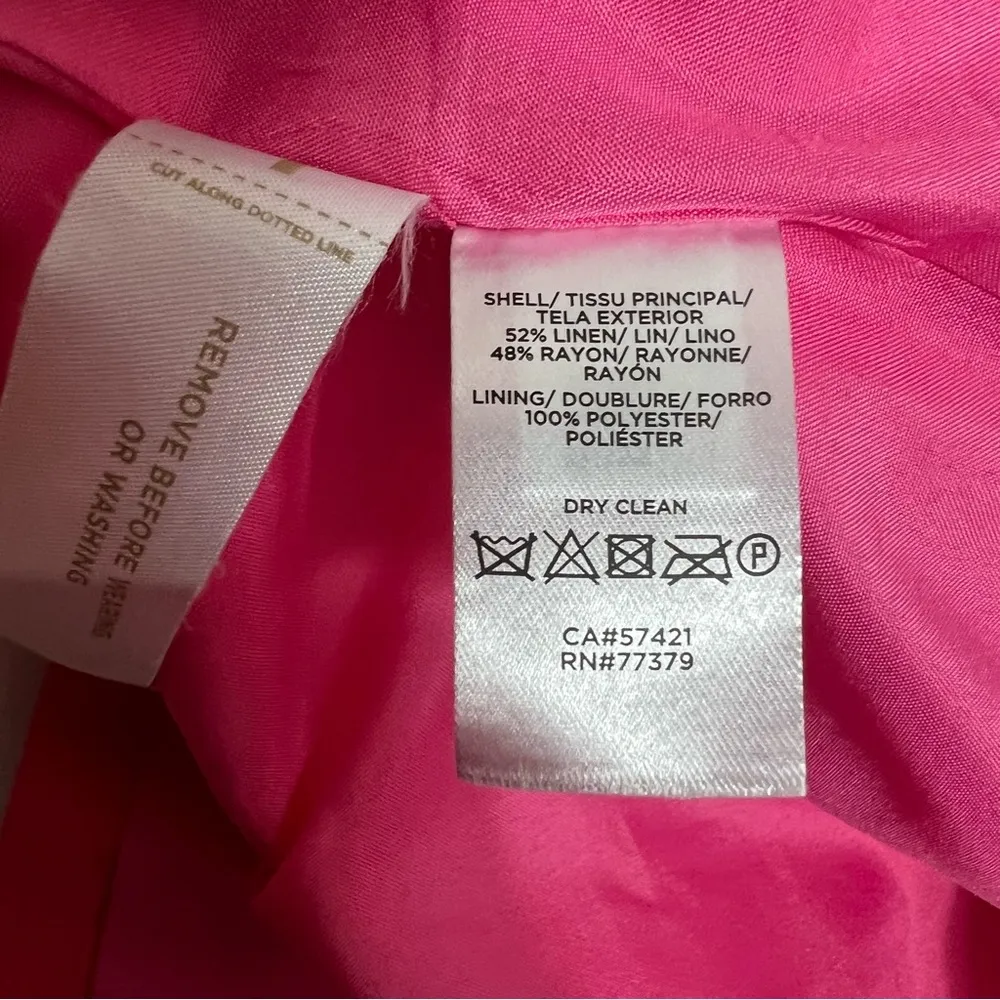 CUT ALONG DOTTED LINE
REMOVE BEFORE WEARING
OR WASHING
SHELL/ TISSU PRINCIPAL/
TELA EXTERIOR
52% LINEN/ LIN/ LINO
48% RAYON/ RAYONNE/
RAYÓN
LINING/ DOUBLURE/ FORRO
100% POLYESTER/
POLIÉSTER
DRY CLEAN
P
CA#57421
RN#77379